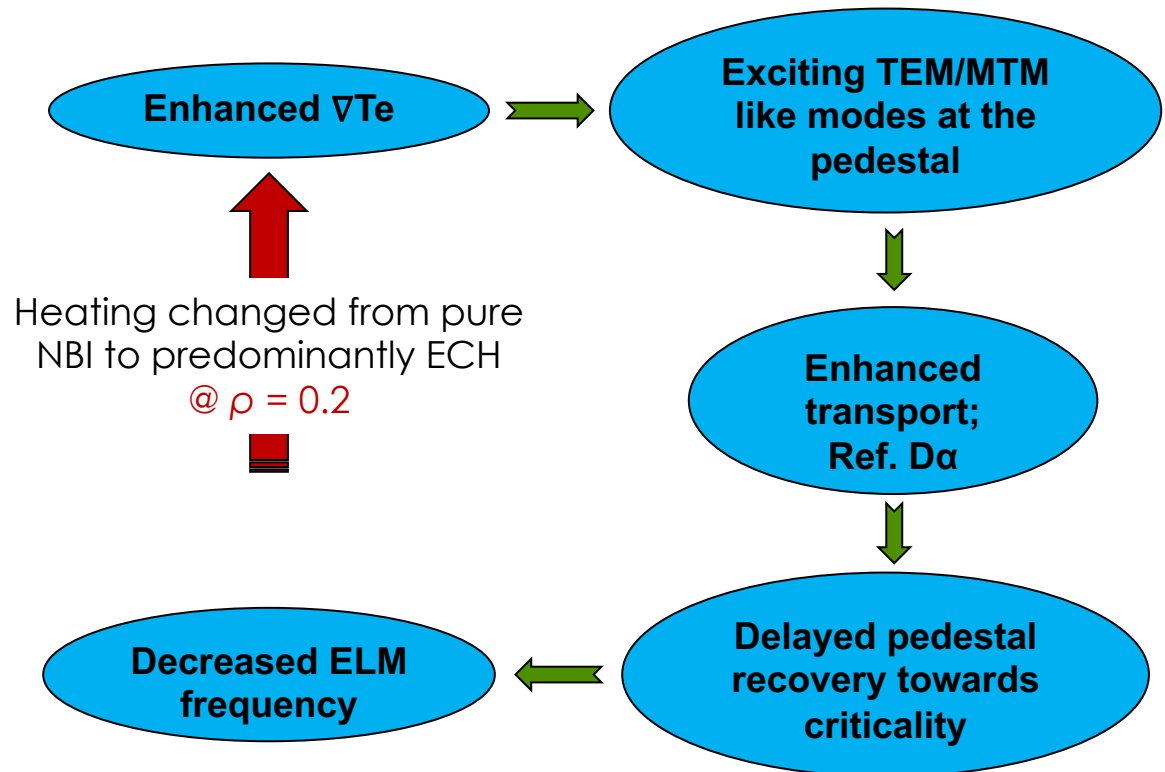 Enhanced ∇Te
Exciting TEM/MTM
like modes at the
pedestal
Heating changed from pure
NBI to predominantly ECH
@ ρ = 0.2
Enhanced
transport;
Ref. Dα
Delayed pedestal
recovery towards
criticality
Decreased ELM
frequency